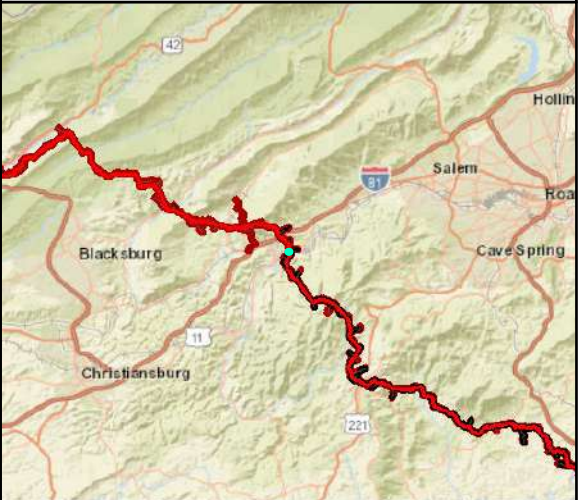 42
Hollin
Salem
81
Roa
Blacksburg
Cave Spring
11
Christiansburg
221